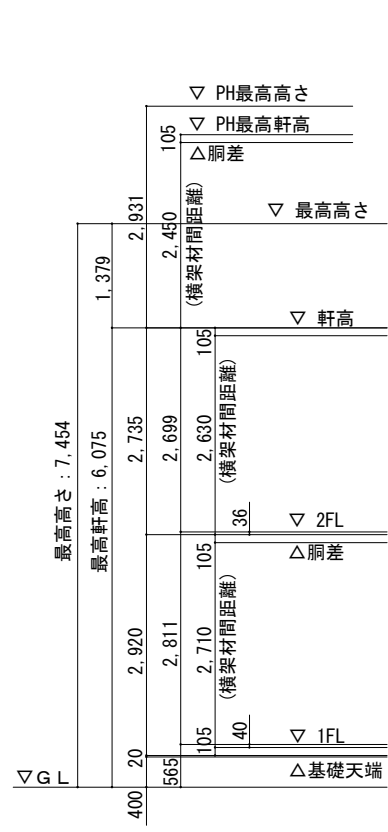 ▽ PH最高高さ
▽ PH最高軒高
105
△胴差
2,931
2,450
(横架材間距離)
▽ 最高高さ
1,379
▽ 軒高
105
最高高さ:7,454
最高軒高:6,075
2,735
2,699
2,630
(横架材間距離)
36
▽ 2FL
105
△胴差
2,920
2,811
2,710
(横架材間距離)
40
105
▽ 1FL
20
565
△基礎天端
▽GL
400